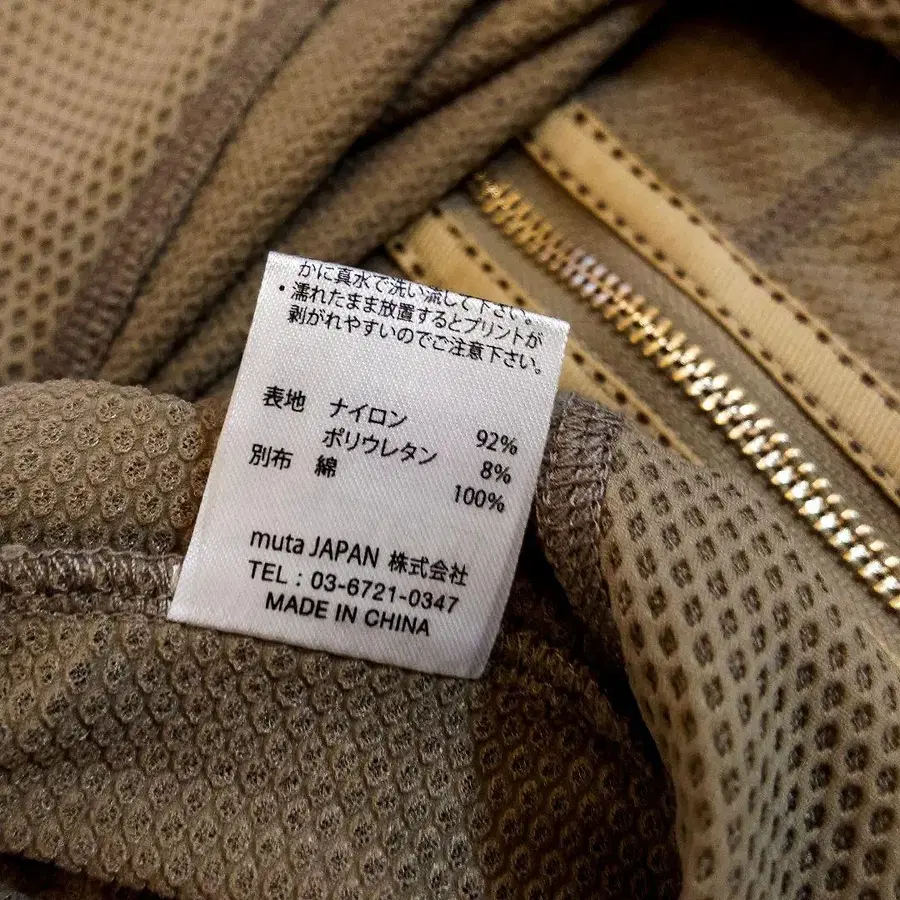 かに真水で洗い流して下さい。
・濡れたまま放置するとプリントが
剥がれやすいのでご注意下さい。
表地 ナイロン 92%
ポリウレタン 8%
別布 綿 100%
muta JAPAN 株式会社
TEL : 03-6721-0347
MADE IN CHINA